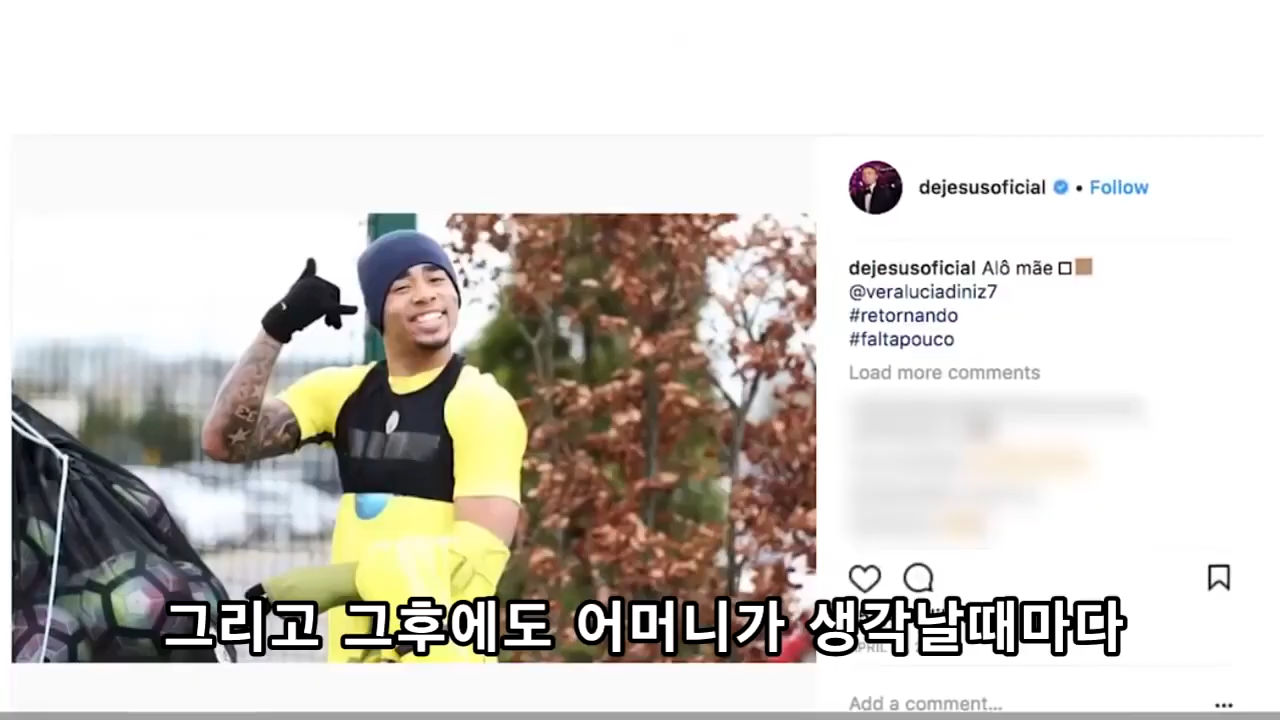 dejesusoficial • Follow
dejesusoficial Alô mãe
@veraluciadiniz7
#retornando
#faltapouco
Load more comments
그리고 그후에도 어머니가 생각날때마다
Add a comment...